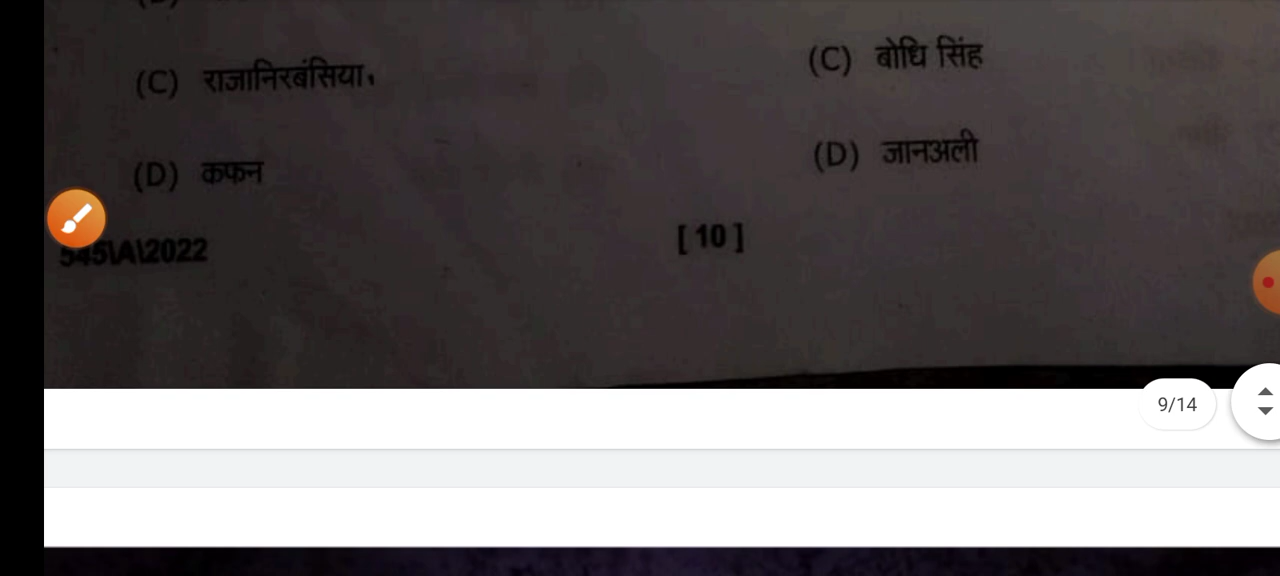 (C) राजानिरबंसिया
(D) कफन
(C) बोधि सिंह
(D) जानअली
545\A\2022
[ 10 ]
9/14